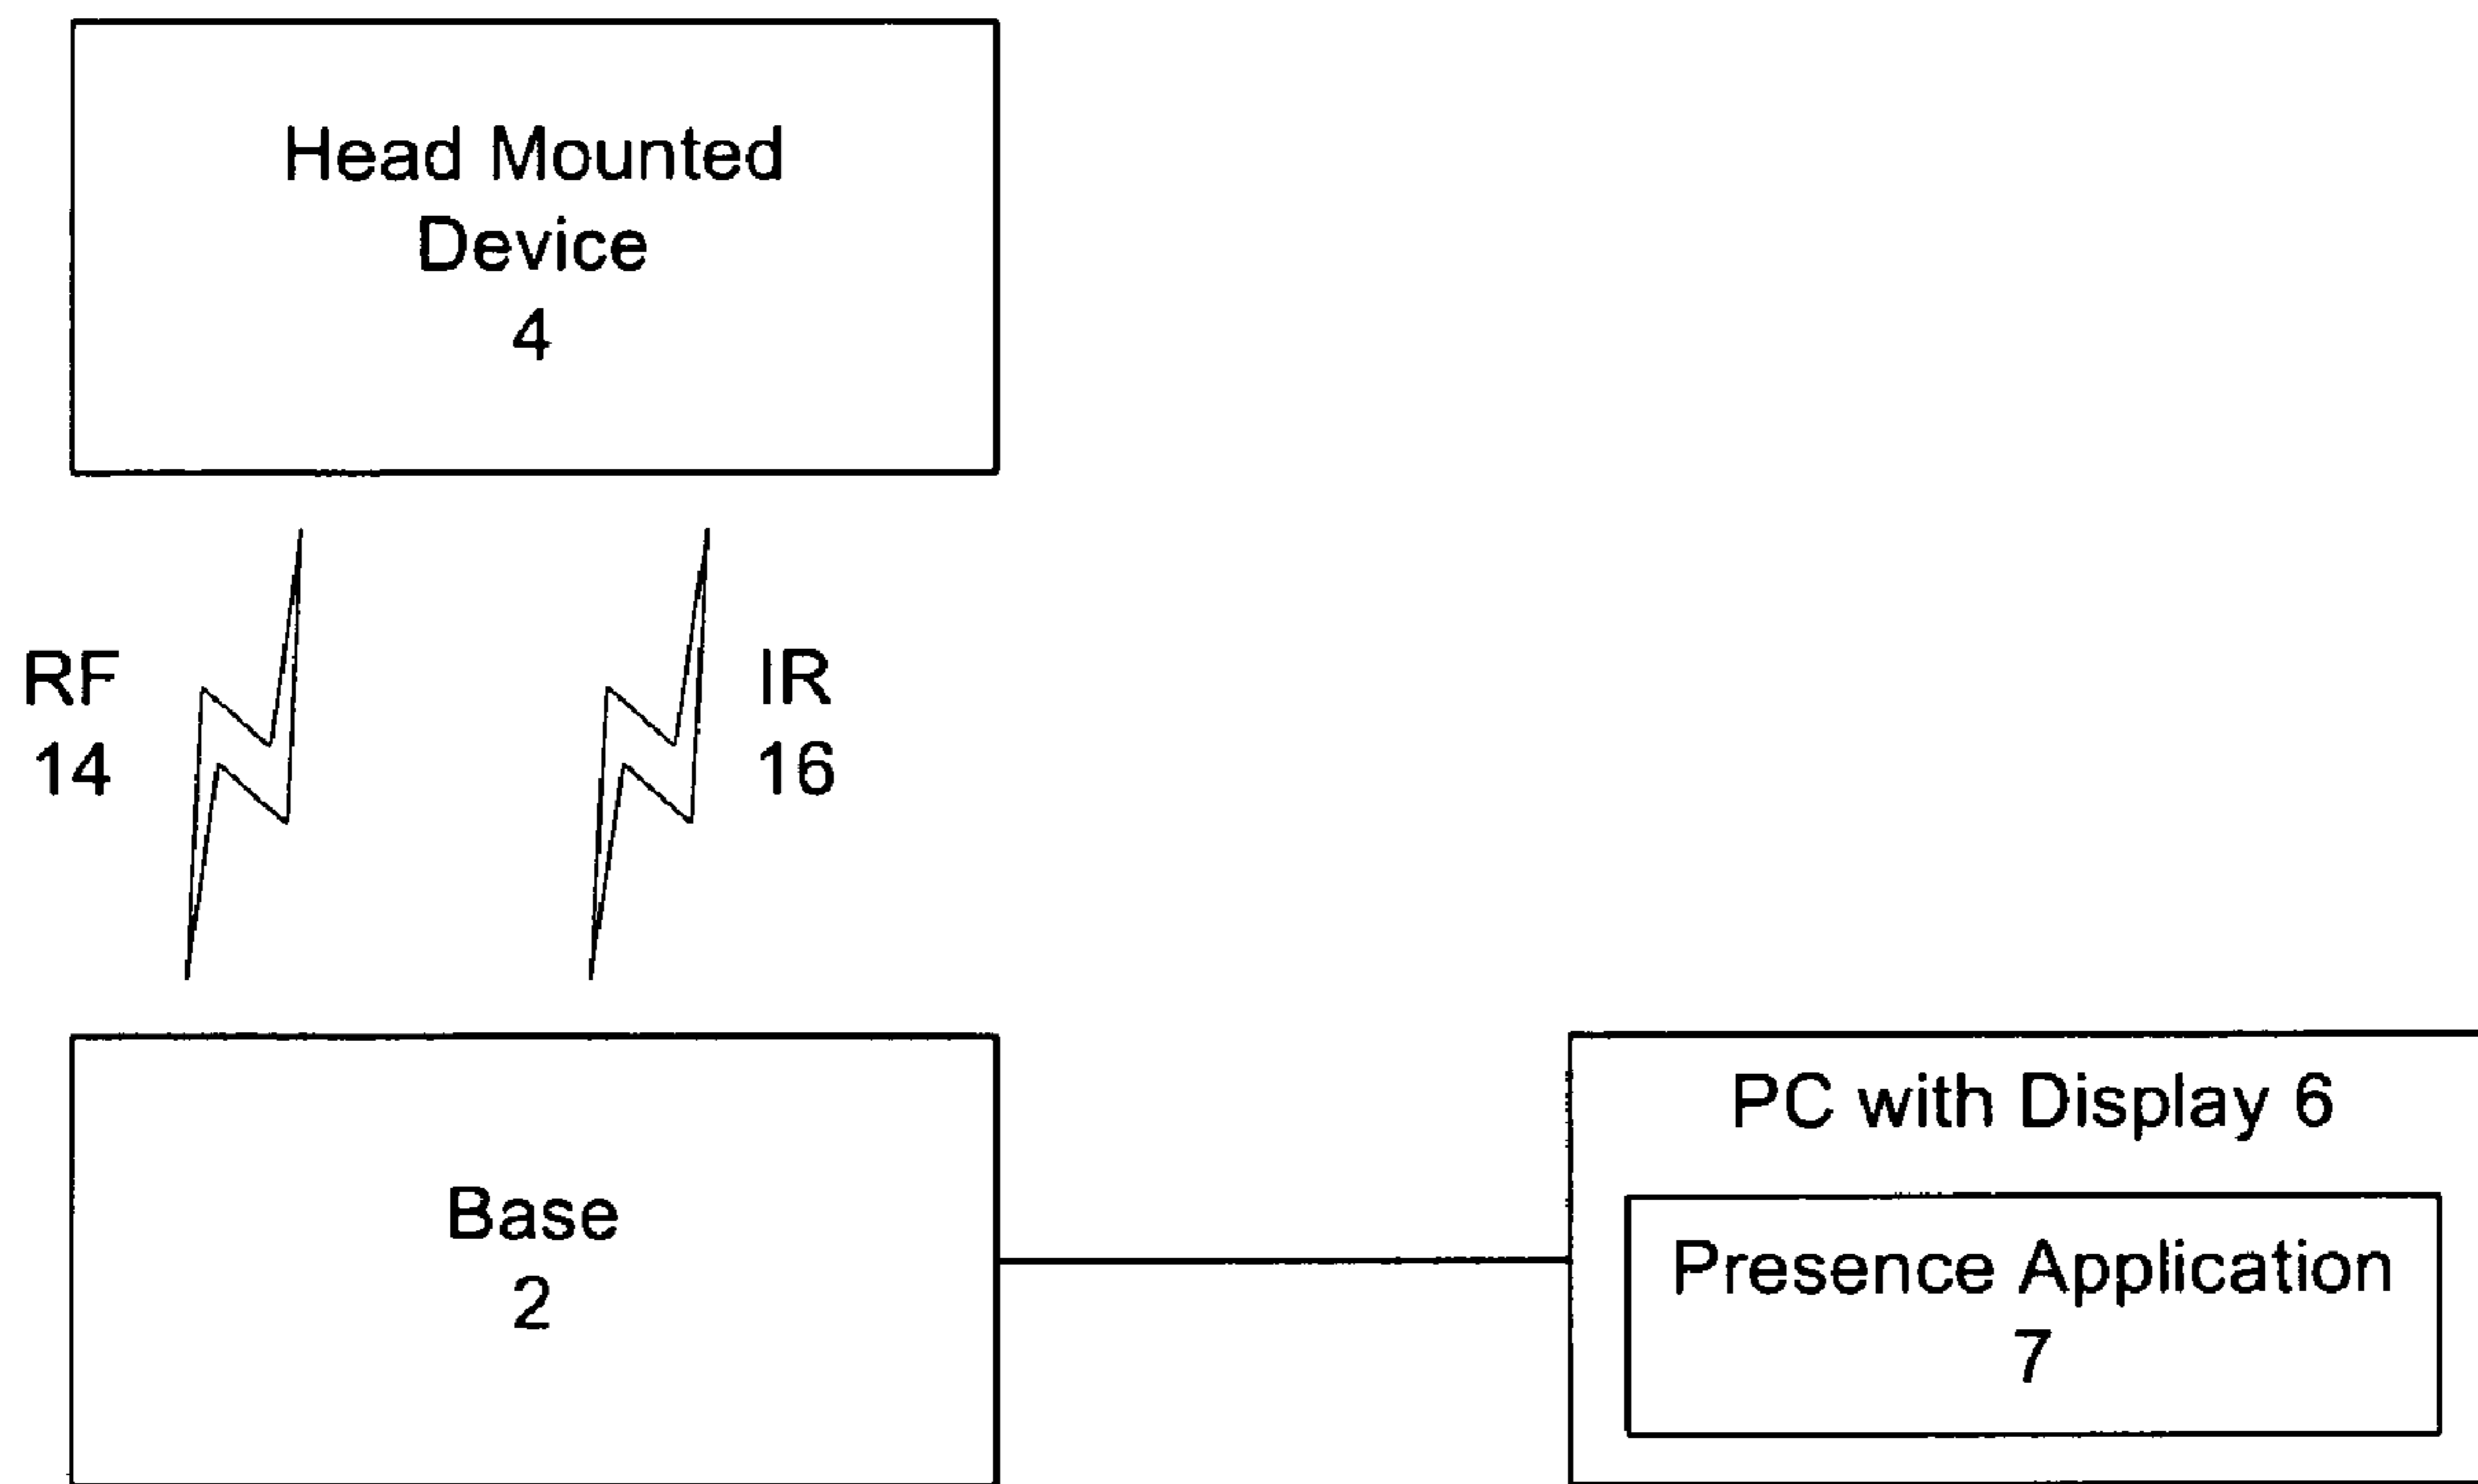 Head Mounted
Device
4
RF
14
IR
16
Base
2
PC with Display 6
Presence Application
7